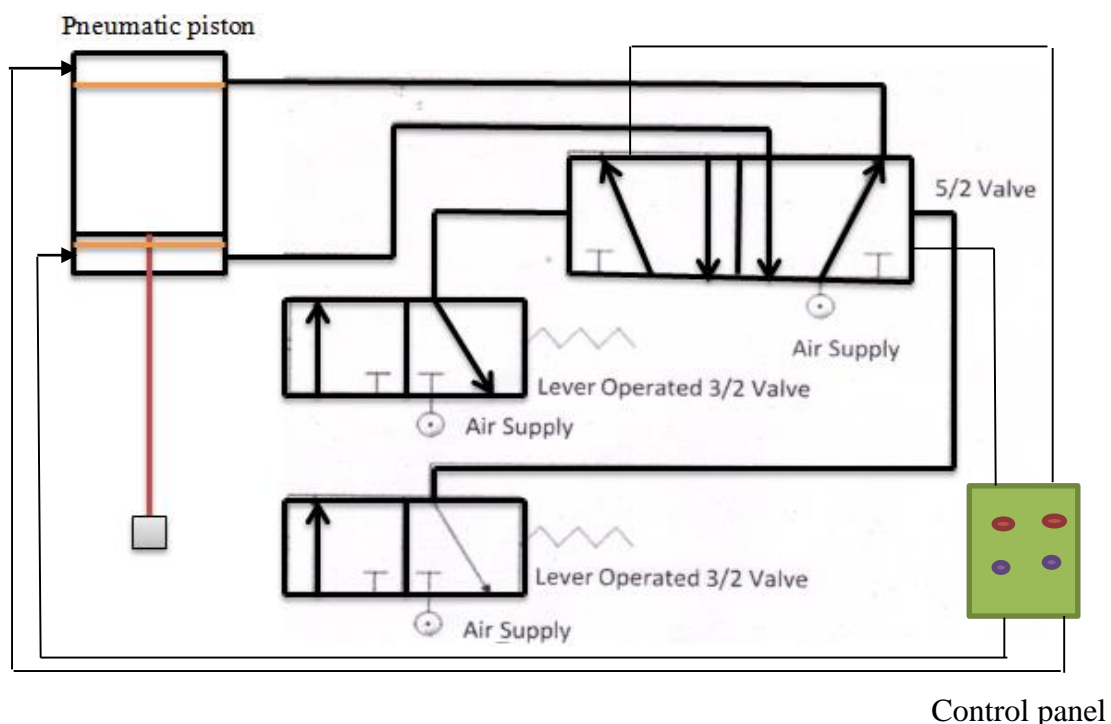 Pneumatic piston
5/2 Valve
Air Supply
Lever Operated 3/2 Valve
Air Supply
Lever Operated 3/2 Valve
Air Supply
Control panel